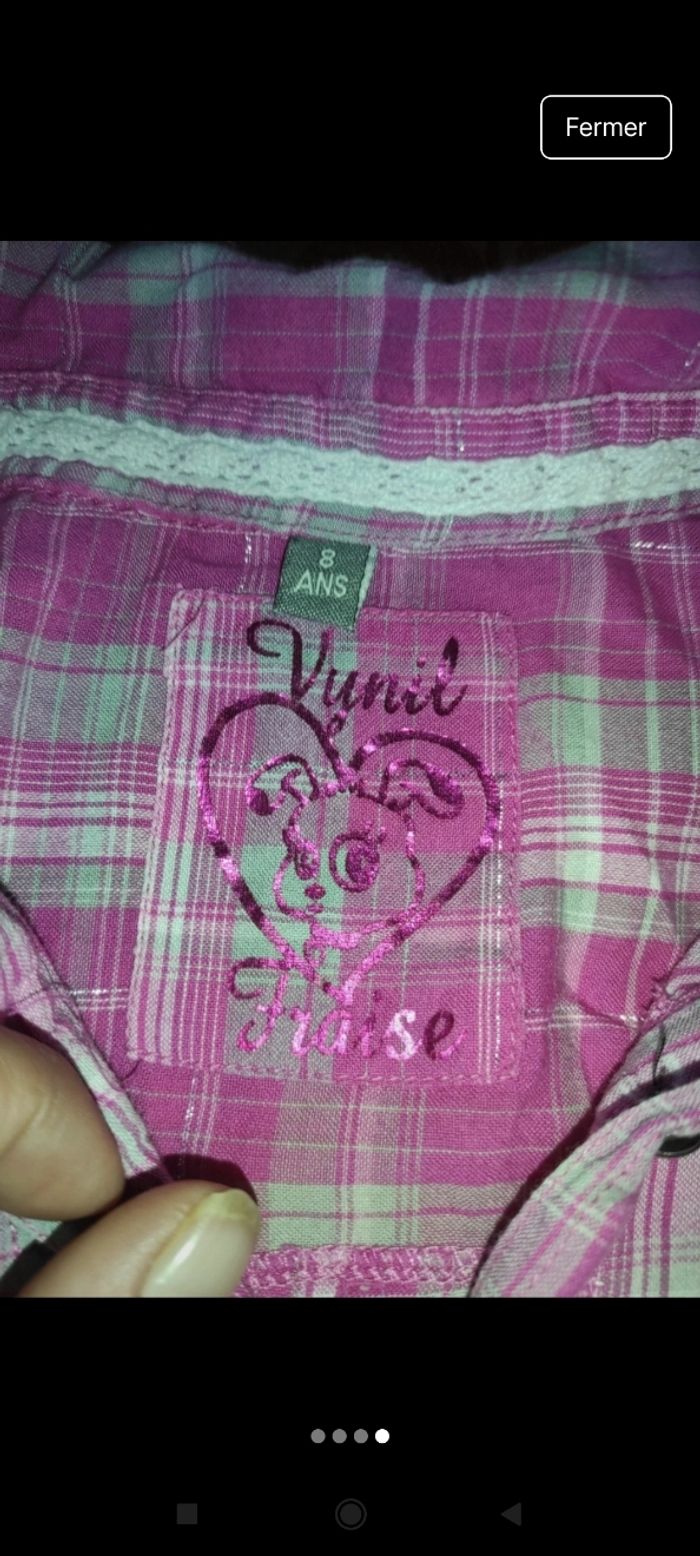 Fermer
8
ANS
Vynil
Fraise